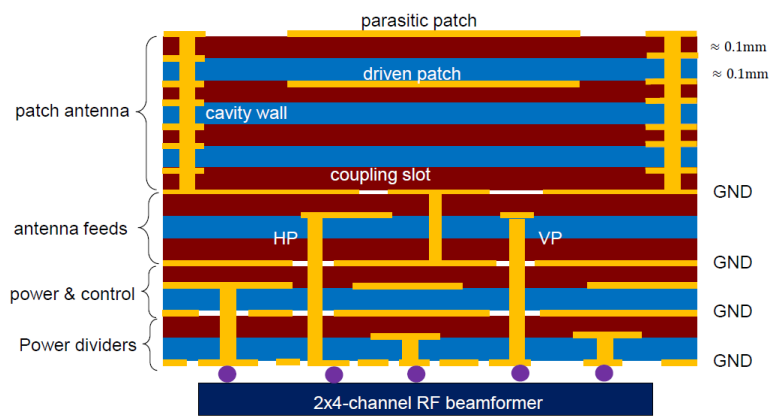 parasitic patch
≈ 0.1mm
driven patch
≈ 0.1mm
patch antenna
cavity wall
coupling slot
GND
antenna feeds
HP
VP
GND
power & control
GND
Power dividers
GND
2x4-channel RF beamformer